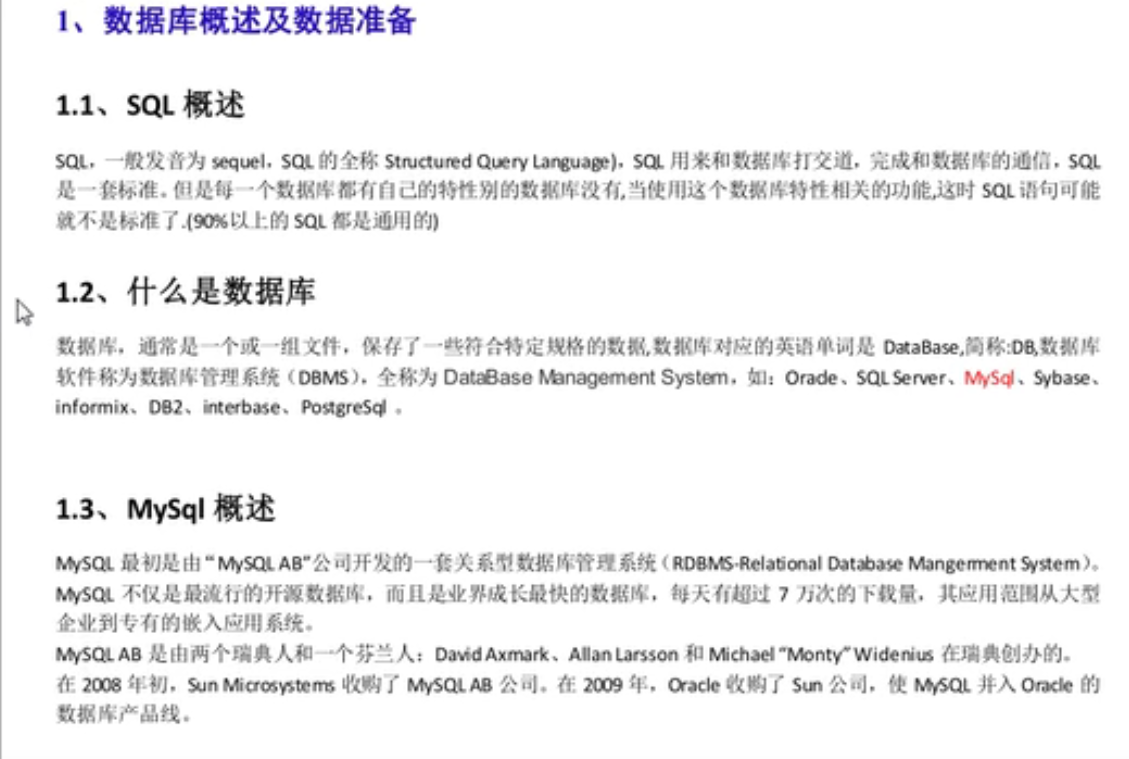 1、数据库概述及数据准备
1.1、SQL 概述
SQL，一般发音为 sequel，SQL 的全称 Structured Query Language)，SQL 用来和数据库打交道，完成和数据库的通信，SQL
是一套标准。但是每一个数据库都有自己的特性别的数据库没有,当使用这个数据库特性相关的功能,这时 SQL 语句可能
就不是标准了.(90%以上的 SQL 都是通用的)
1.2、什么是数据库
数据库，通常是一个或一组文件，保存了一些符合特定规格的数据,数据库对应的英语单词是 DataBase,简称:DB,数据库
软件称为数据库管理系统（DBMS），全称为 DataBase Management System，如：Orade、SQL Server、MySql、Sybase、
informix、DB2、interbase、PostgreSql 。
1.3、MySql 概述
MySQL 最初是由“MySQL AB”公司开发的一套关系型数据库管理系统（RDBMS-Relational Database Mangerment System）。
MySQL 不仅是最流行的开源数据库，而且是业界成长最快的数据库，每天有超过 7 万次的下载量，其应用范围从大型
企业到专有的嵌入应用系统。
MySQL AB 是由两个瑞典人和一个芬兰人：David Axmark、Allan Larsson 和 Michael “Monty” Widenius 在瑞典创办的。
在 2008 年初，Sun Microsystems 收购了 MySQL AB 公司。在 2009 年，Oracle 收购了 Sun 公司，使 MySQL 并入 Oracle 的
数据库产品线。